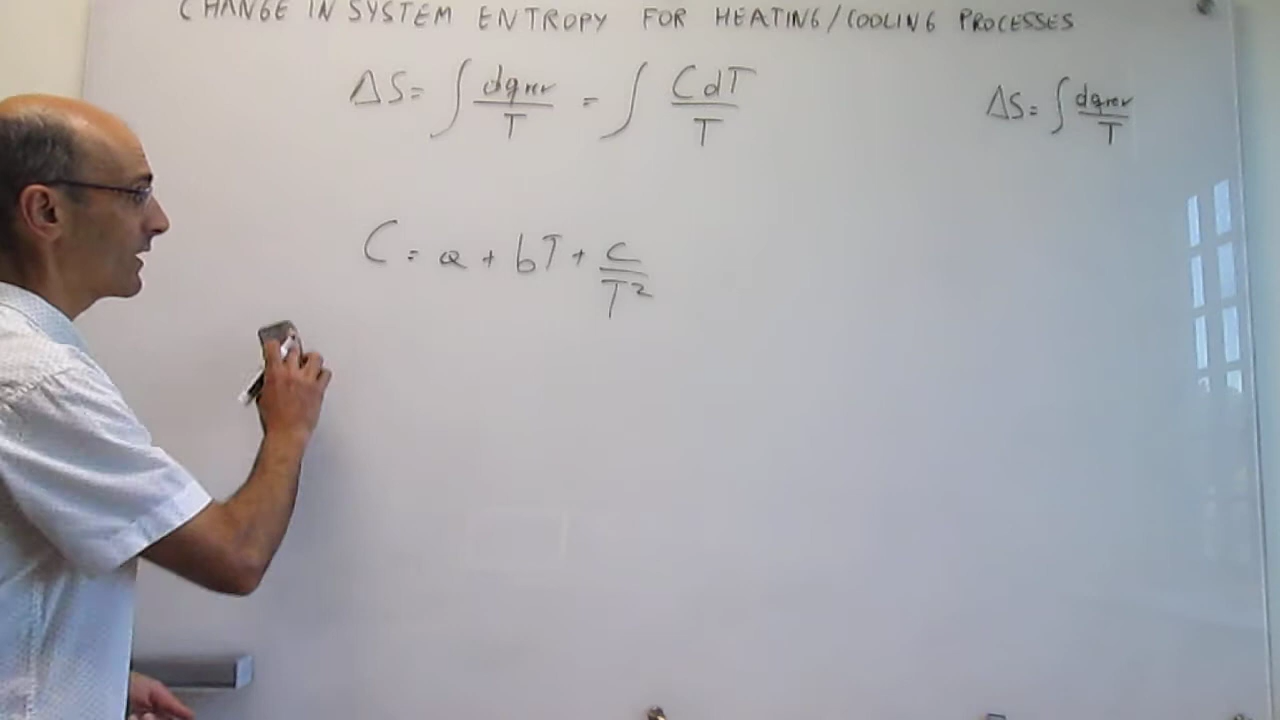 CHANGE IN SYSTEM ENTROPY FOR HEATING/COOLING PROCESSES
ΔS = ∫ dqrev/T = ∫ CdT/T
ΔS = ∫ dqrev/T
C = a + bT + c/T²